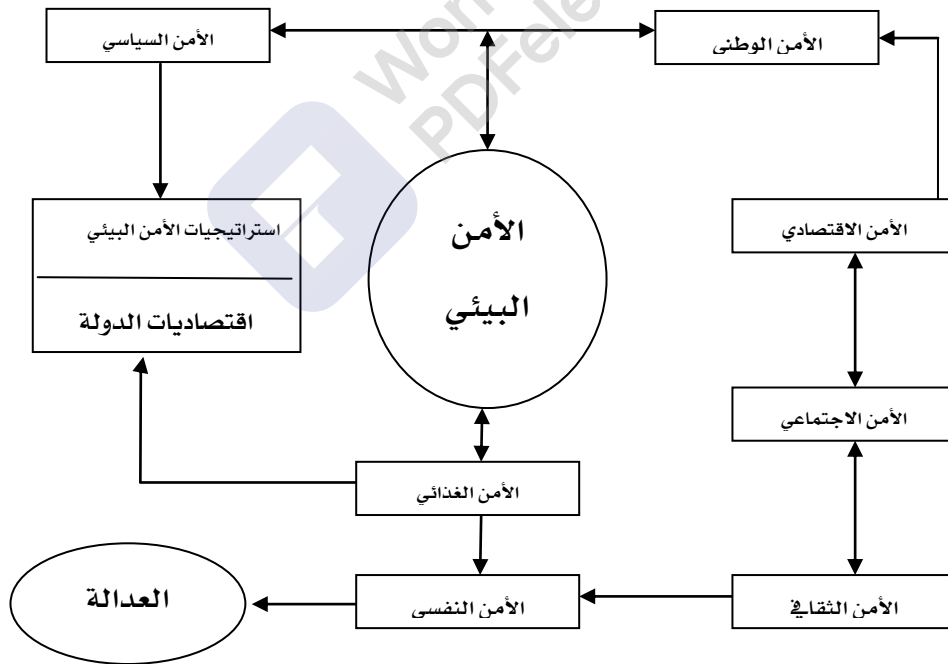 الأمن الوطني
الأمن السياسي
الأمن
البيئي
الأمن الاقتصادي
استراتيجيات الأمن البيئي
اقتصاديات الدولة
الأمن الاجتماعي
الأمن الغذائي
الأمن الثقافي
الأمن النفسي
العدالة